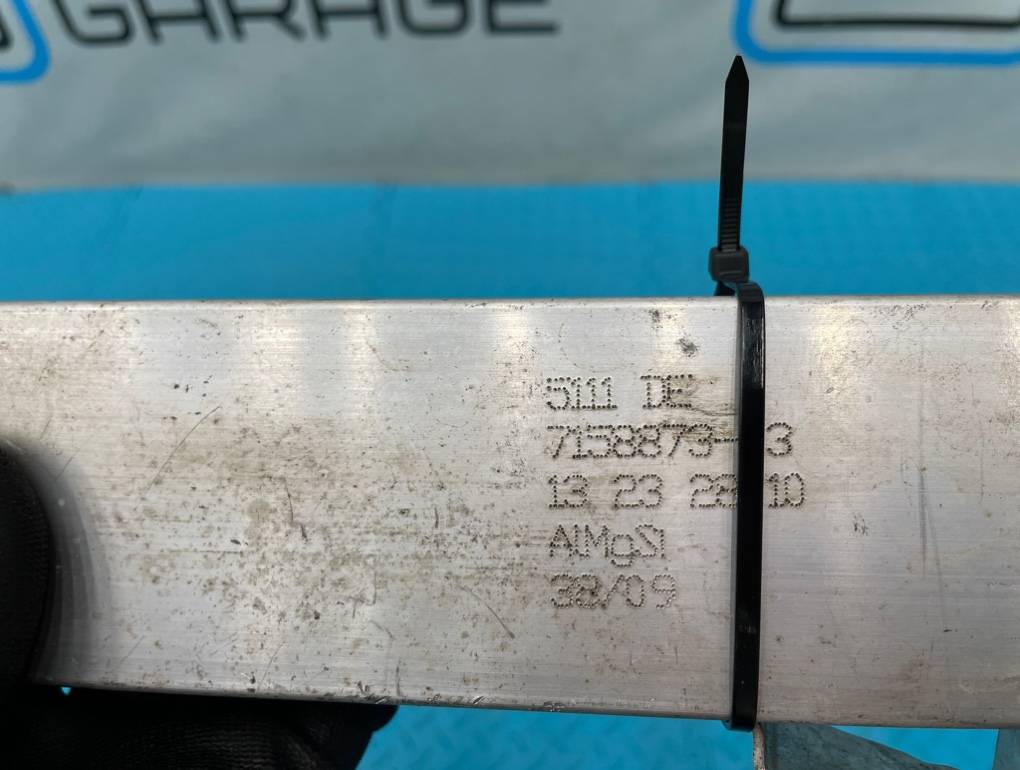 GARAGE
5111 DE
7158873- 3
13 23 28 10
AlMgSi
38/09